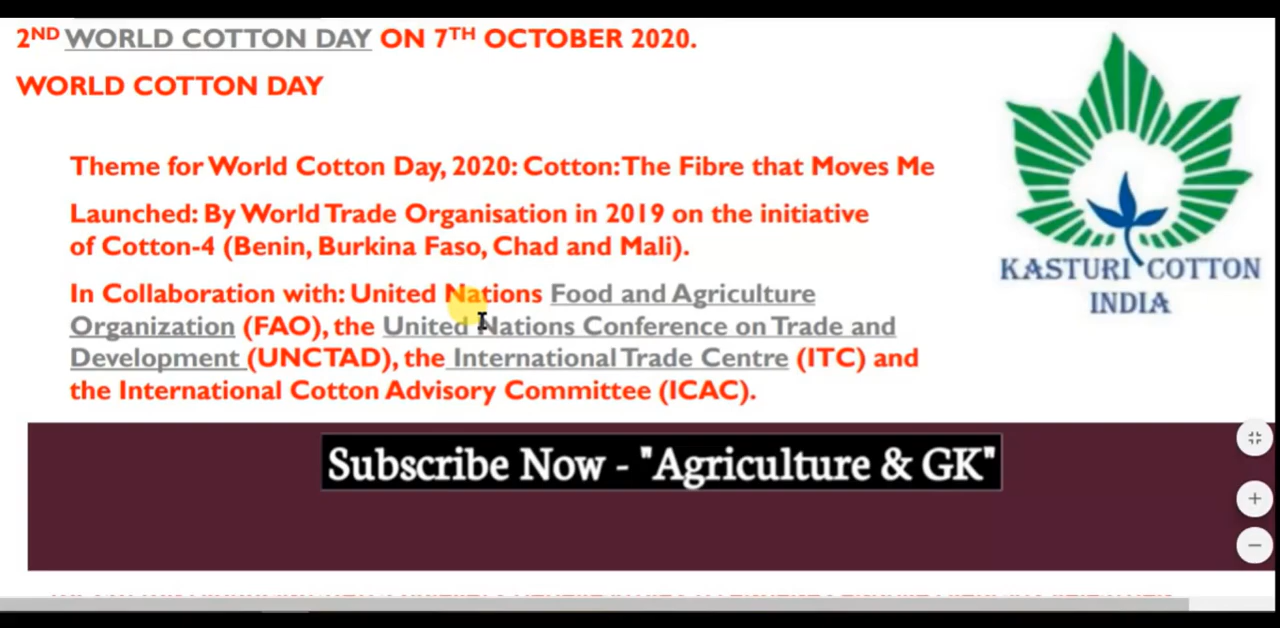 2ND WORLD COTTON DAY ON 7TH OCTOBER 2020.
WORLD COTTON DAY
Theme for World Cotton Day, 2020: Cotton: The Fibre that Moves Me
Launched: By World Trade Organisation in 2019 on the initiative
of Cotton-4 (Benin, Burkina Faso, Chad and Mali).
In Collaboration with: United Nations Food and Agriculture
Organization (FAO), the United Nations Conference on Trade and
Development (UNCTAD), the International Trade Centre (ITC) and
the International Cotton Advisory Committee (ICAC).
KASTURI COTTON
INDIA
Subscribe Now - "Agriculture & GK"